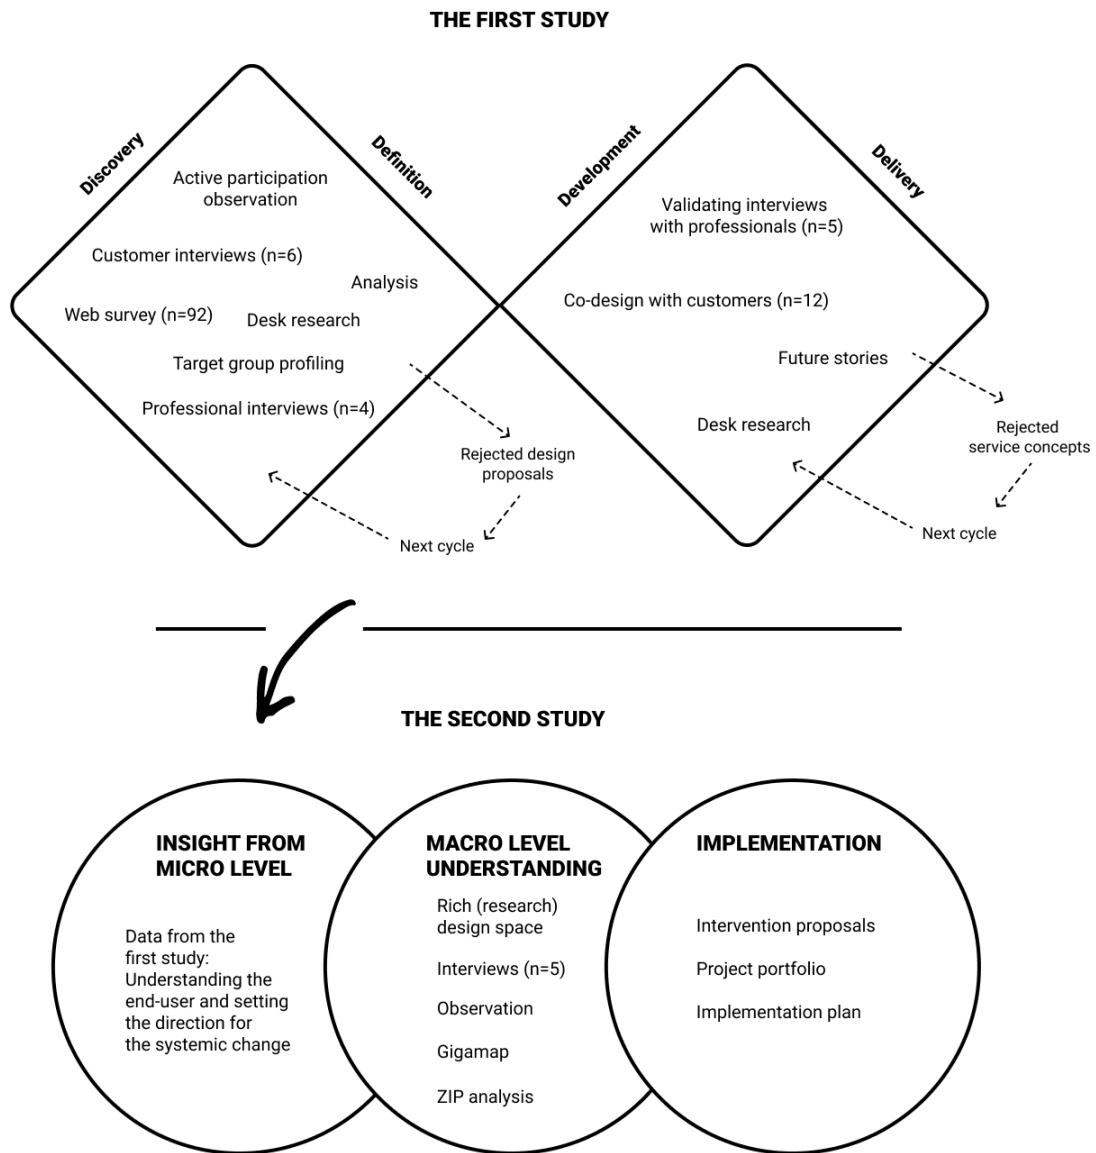 THE FIRST STUDY
Discovery
Definition
Active participation
observation
Customer interviews (n=6)
Analysis
Web survey (n=92)
Desk research
Target group profiling
Professional interviews (n=4)
Rejected design
proposals
Next cycle
Development
Delivery
Validating interviews
with professionals (n=5)
Co-design with customers (n=12)
Future stories
Desk research
Rejected
service concepts
Next cycle
THE SECOND STUDY
INSIGHT FROM
MICRO LEVEL
Data from the
first study:
Understanding the
end-user and setting
the direction for
the systemic change
MACRO LEVEL
UNDERSTANDING
Rich (research)
design space
Interviews (n=5)
Observation
Gigamap
ZIP analysis
IMPLEMENTATION
Intervention proposals
Project portfolio
Implementation plan